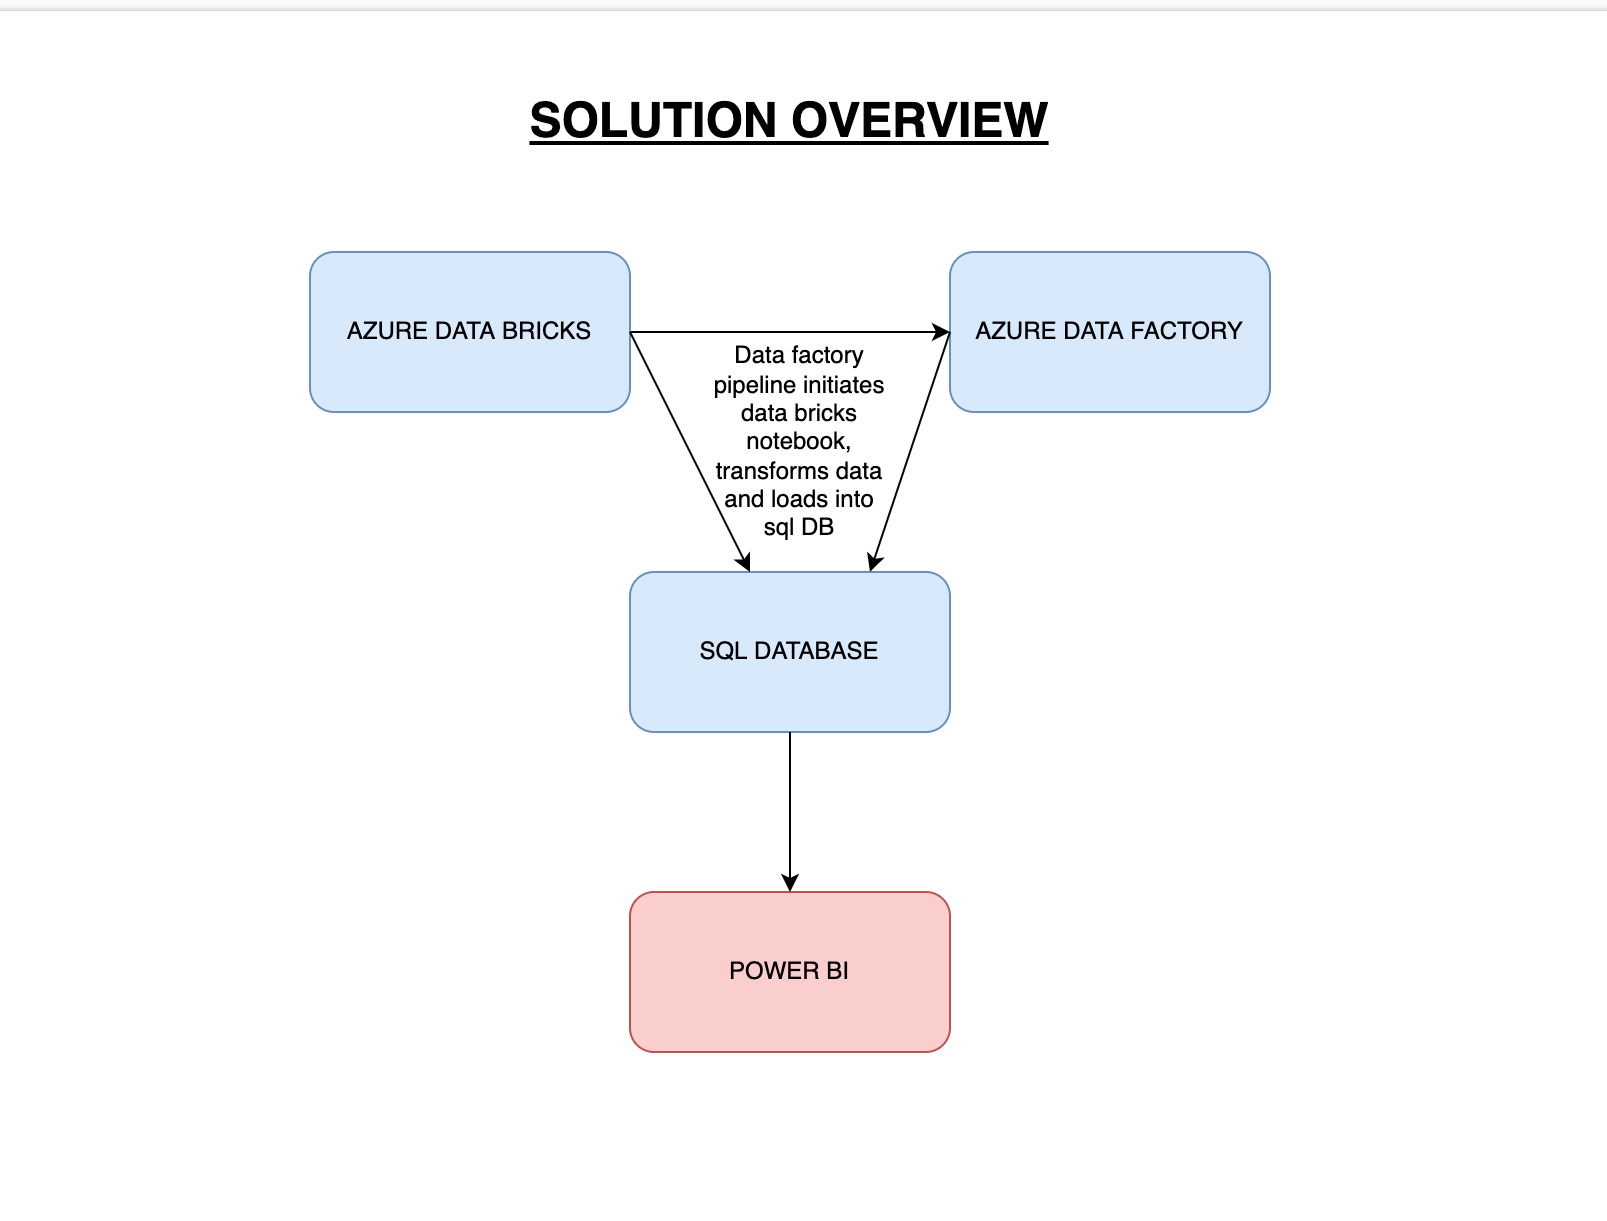 SOLUTION OVERVIEW
AZURE DATA BRICKS
AZURE DATA FACTORY
Data factory
pipeline initiates
data bricks
notebook,
transforms data
and loads into
sql DB
SQL DATABASE
POWER BI